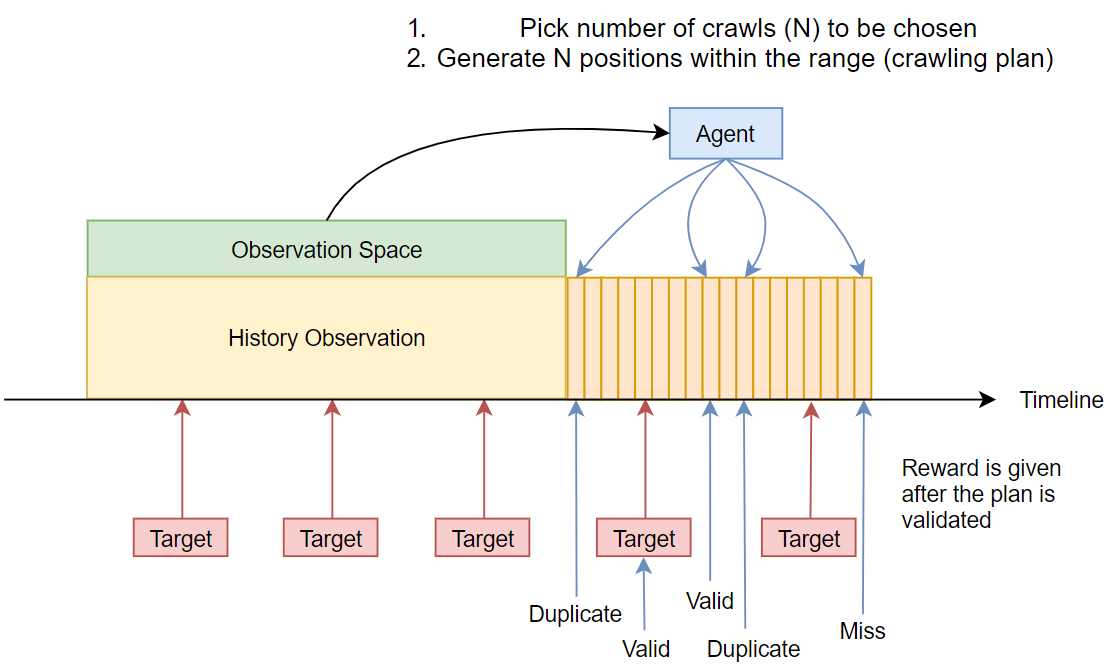 1. Pick number of crawls (N) to be chosen
2. Generate N positions within the range (crawling plan)
Agent
Observation Space
History Observation
Timeline
Reward is given
after the plan is
validated
Target
Target
Target
Target
Target
Duplicate
Valid
Valid
Duplicate
Miss